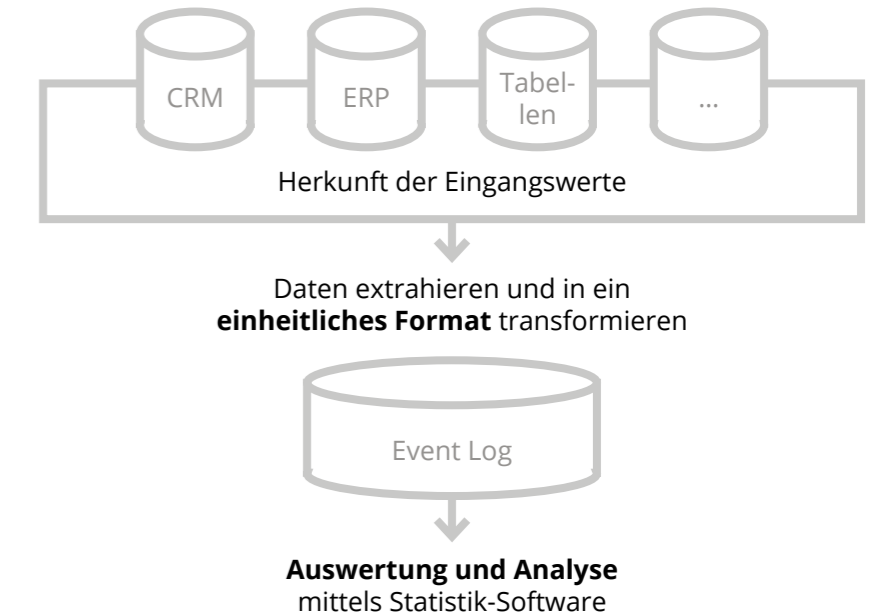 CRM
ERP
Tabel-
len
...
Herkunft der Eingangswerte
Daten extrahieren und in ein
einheitliches Format transformieren
Event Log
Auswertung und Analyse
mittels Statistik-Software